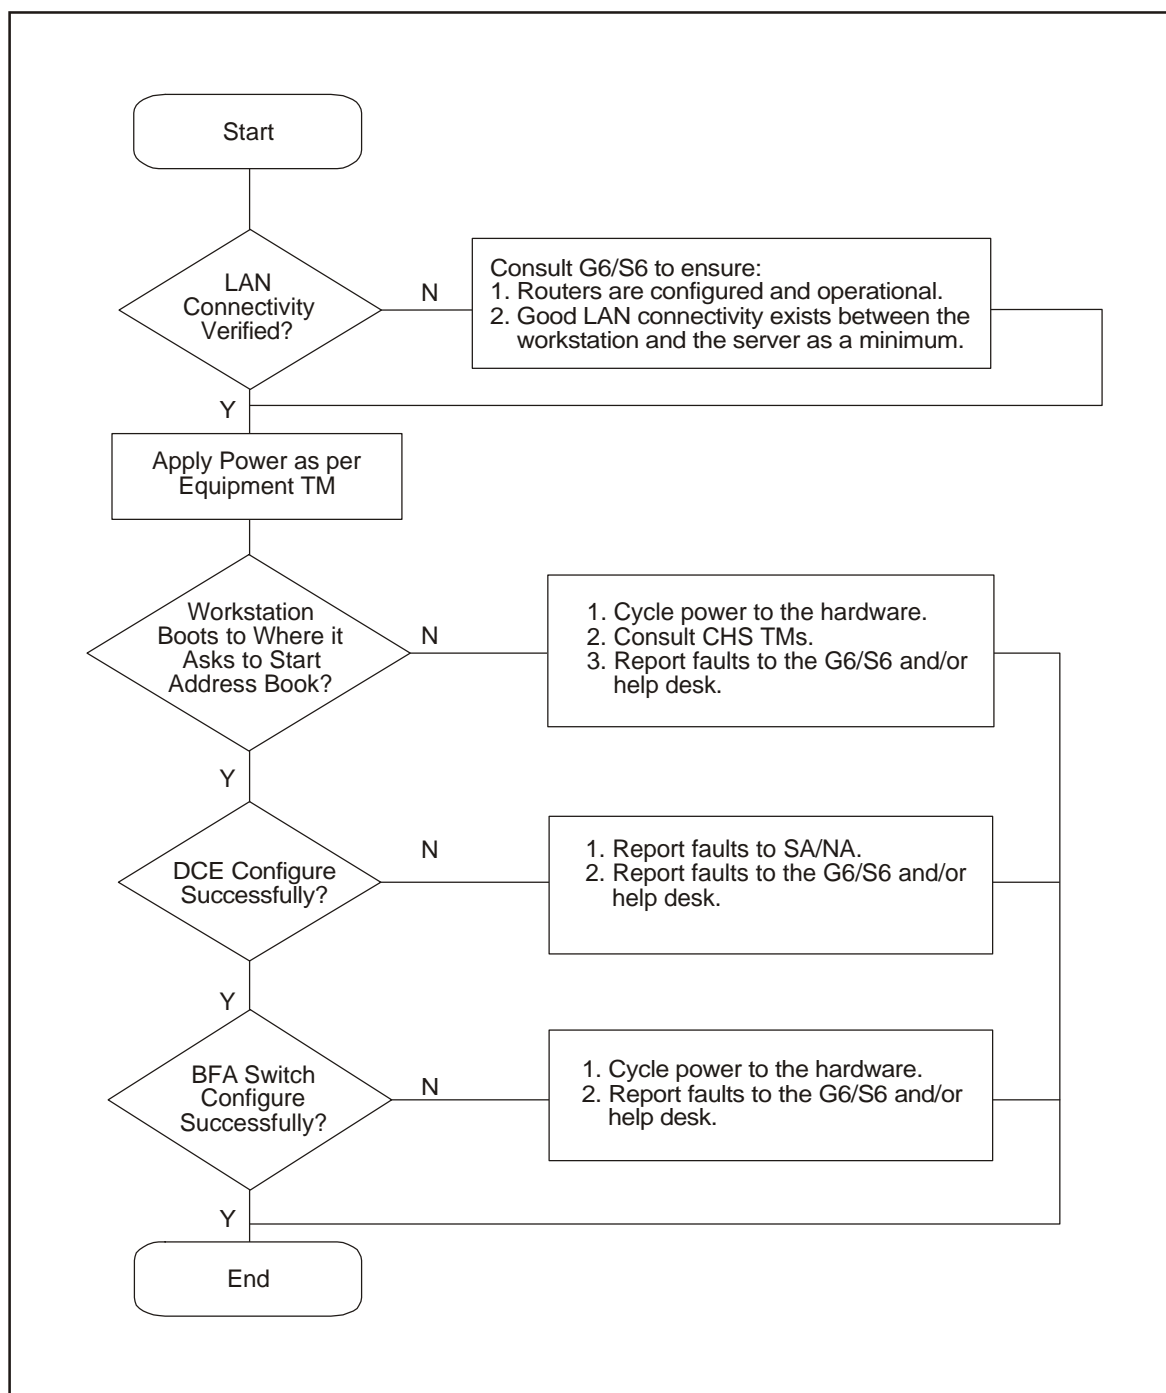 Start
LAN
Connectivity
Verified?
N
Consult G6/S6 to ensure:
1. Routers are configured and operational.
2. Good LAN connectivity exists between the
workstation and the server as a minimum.
Y
Apply Power as per
Equipment TM
Workstation
Boots to Where it
Asks to Start
Address Book?
N
1. Cycle power to the hardware.
2. Consult CHS TMs.
3. Report faults to the G6/S6 and/or
help desk.
Y
DCE Configure
Successfully?
N
1. Report faults to SA/NA.
2. Report faults to the G6/S6 and/or
help desk.
Y
BFA Switch
Configure
Successfully?
N
1. Cycle power to the hardware.
2. Report faults to the G6/S6 and/or
help desk.
Y
End